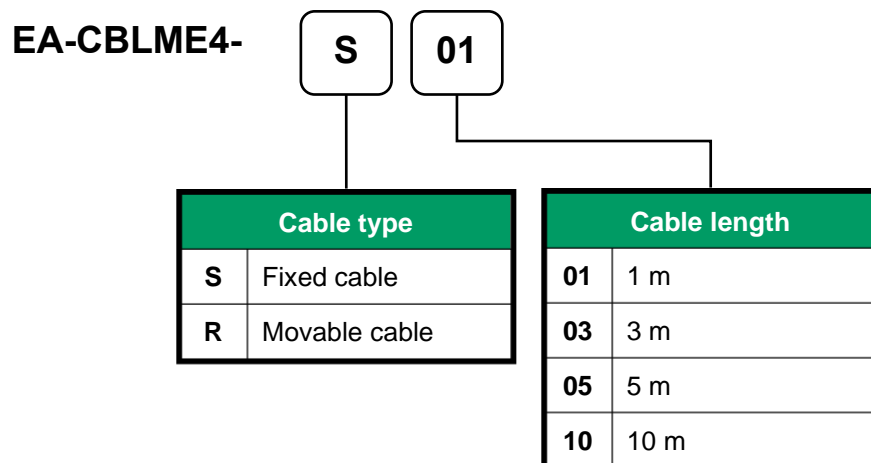 EA-CBLME4- S 01
Cable type
S Fixed cable
R Movable cable
Cable length
01 1 m
03 3 m
05 5 m
10 10 m